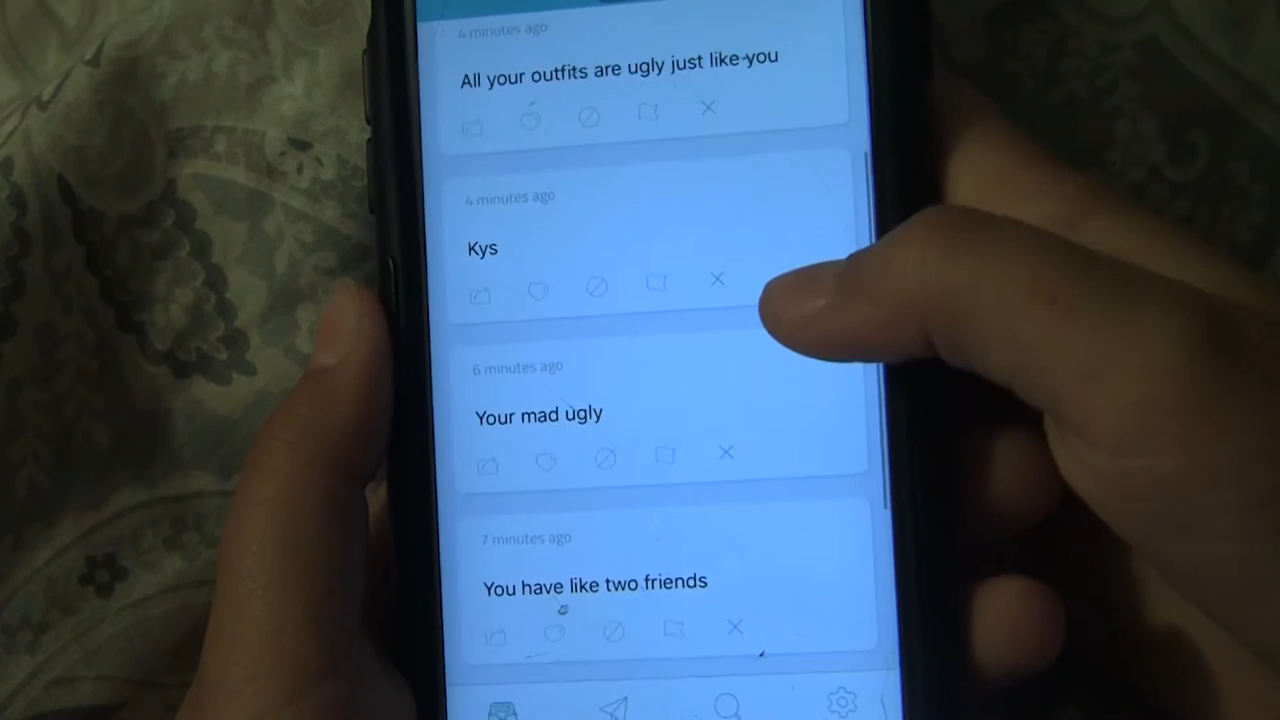 4 minutes ago
All your outfits are ugly just like you
4 minutes ago
Kys
6 minutes ago
Your mad ugly
7 minutes ago
You have like two friends